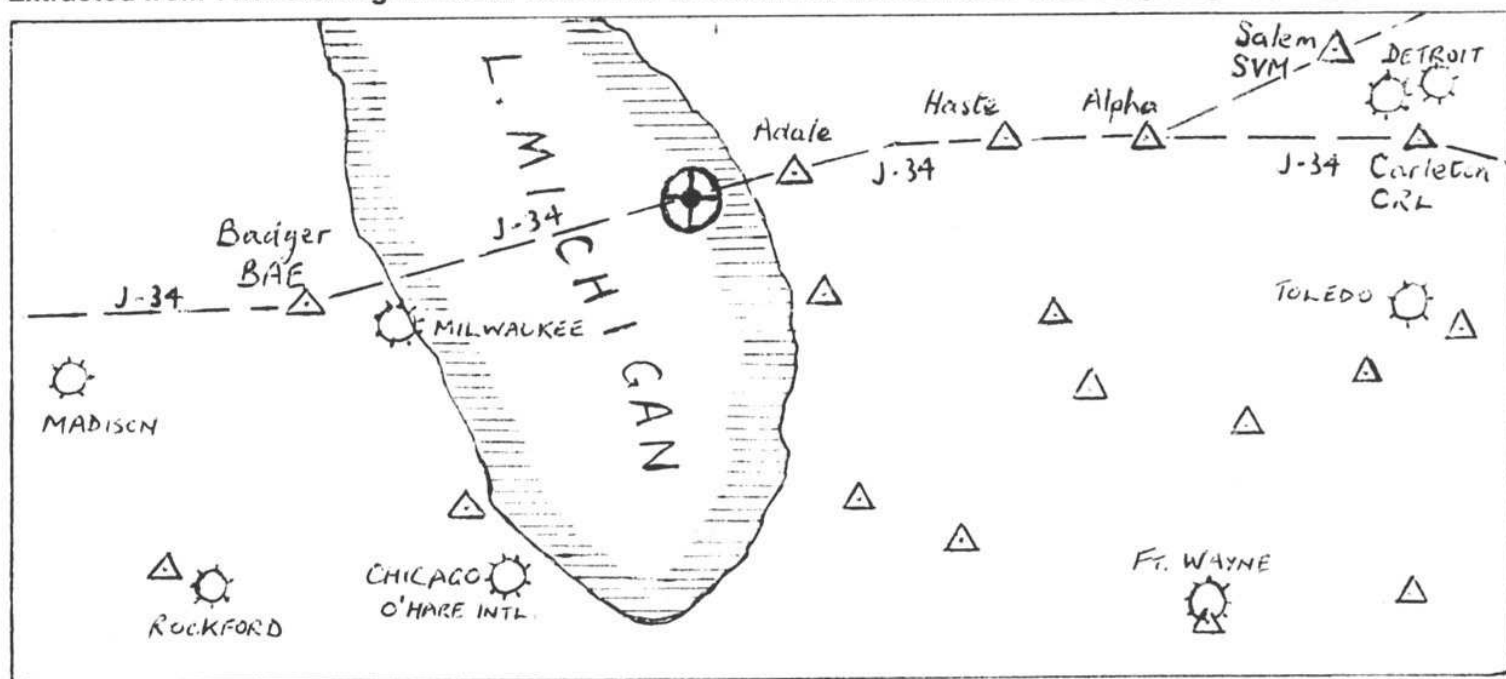 Salem
SVM
DETROIT
Haste
Alpha
Adale
J-34
J-34
Carleton
CRL
L. MICHIGAN
J-34
Badger
BAE
J-34
MILWAUKEE
TOLEDO
MADISON
FT. WAYNE
CHICAGO
O'HARE INTL.
ROCKFORD